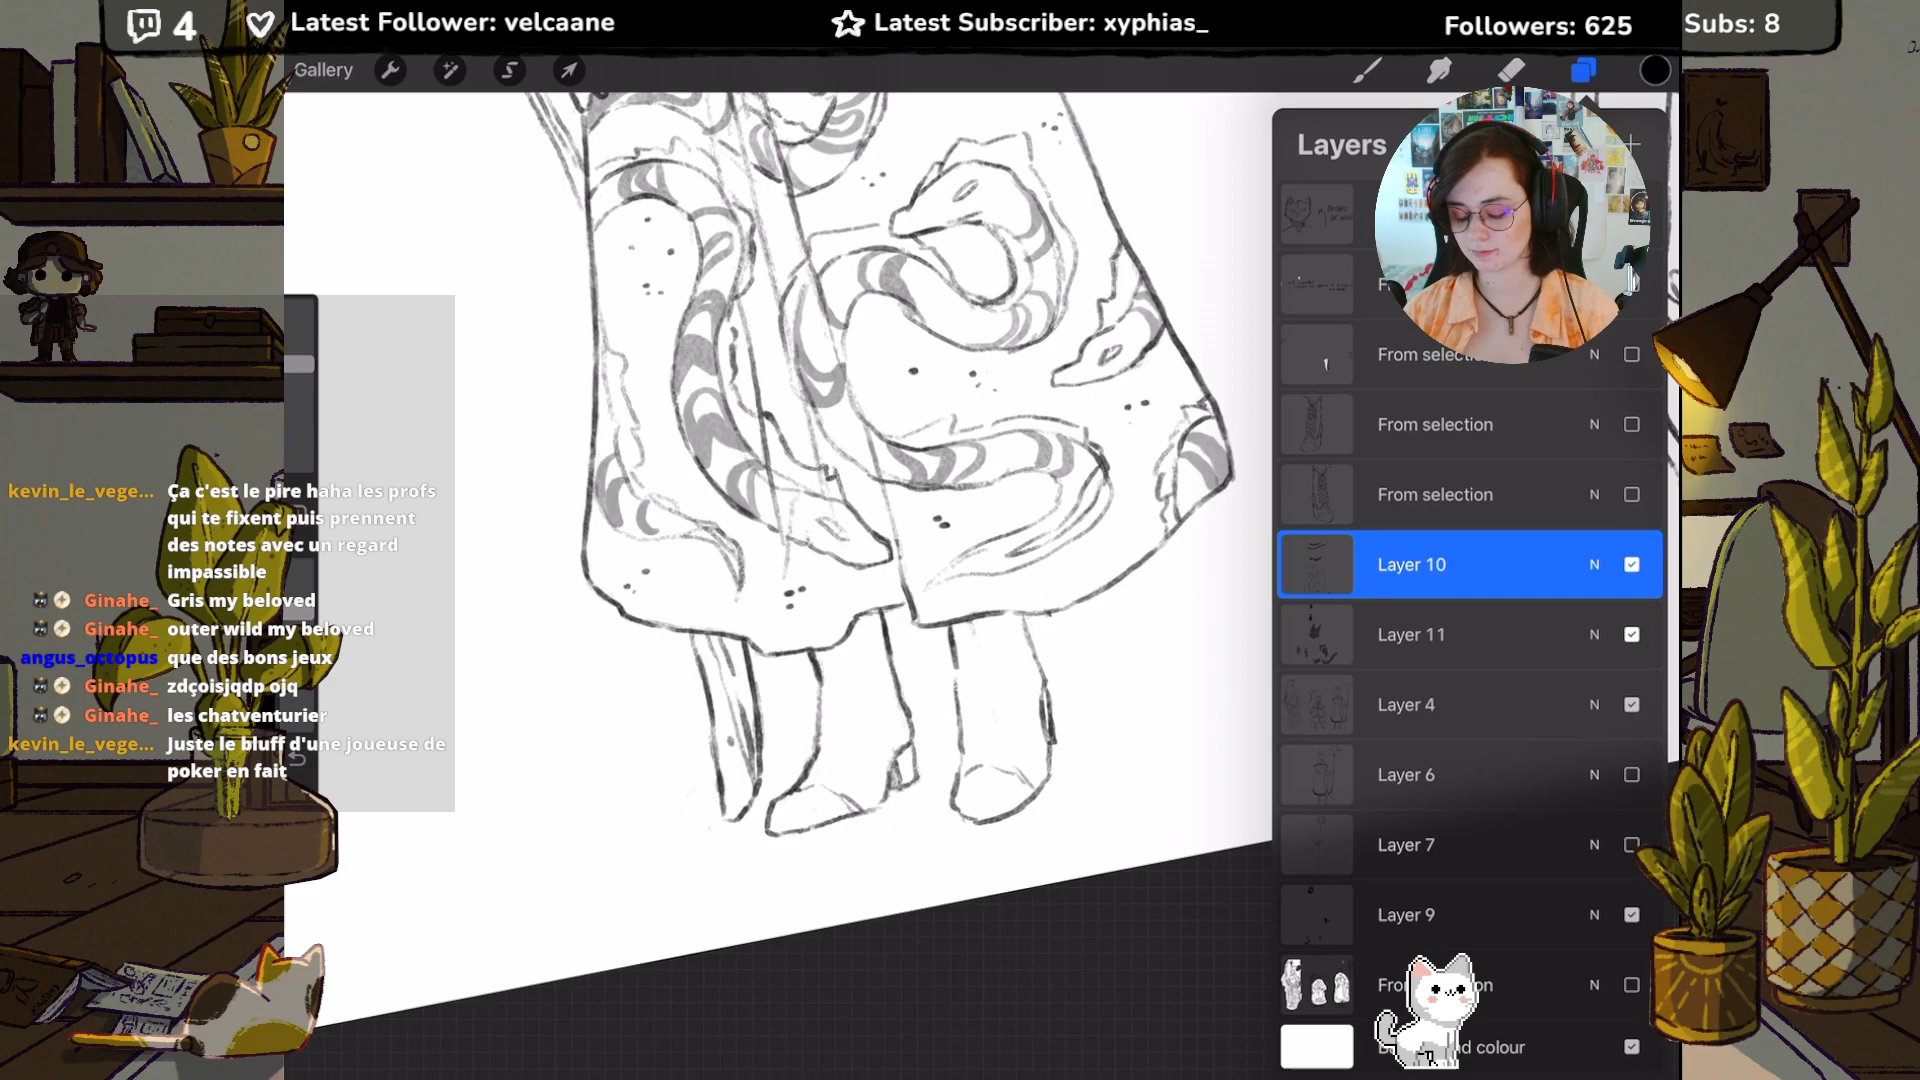 4
Latest Follower: velcaane
Latest Subscriber: xyphias_
Followers: 625
Subs: 8
Gallery
Layers
From selec
N
From selection
N
From selection
N
Layer 10
N
Layer 11
N
Layer 4
N
Layer 6
N
Layer 7
N
Layer 9
N
N
colour
kevin_le_vege... Ça c'est le pire haha les profs
qui te fixent puis prennent
des notes avec un regard
impassible
Ginahe_ Gris my beloved
Ginahe_ outer wild my beloved
angus_octopus que des bons jeux
Ginahe_ zdçoisjqdp ojq
Ginahe_ les chatventurier
kevin_le_vege... Juste le bluff d'une joueuse de
poker en fait